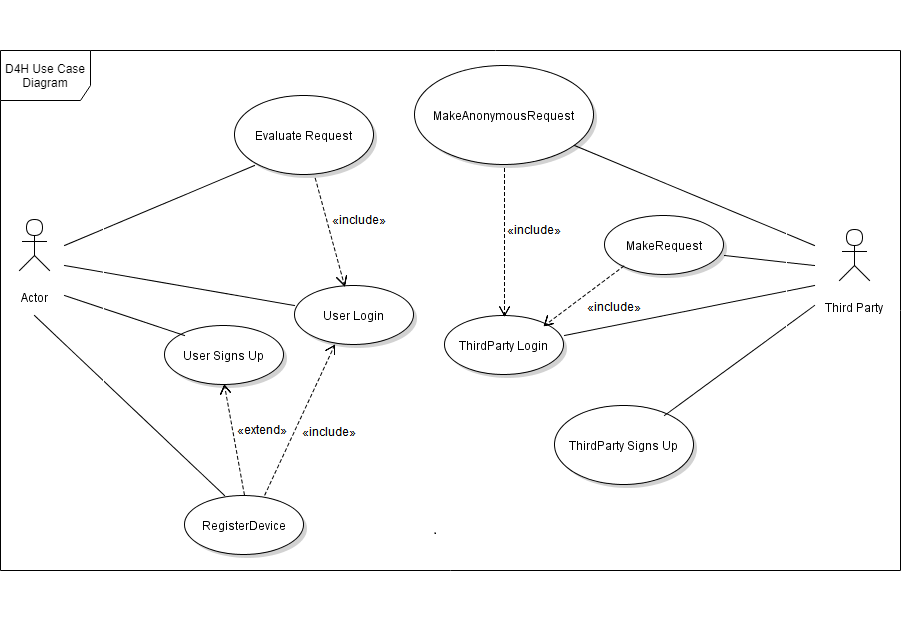 D4H Use Case
Diagram
MakeAnonymousRequest
Evaluate Request
«include»
«include»
MakeRequest
Actor
«include»
Third Party
User Login
ThirdParty Login
User Signs Up
«extend»
«include»
ThirdParty Signs Up
RegisterDevice
.